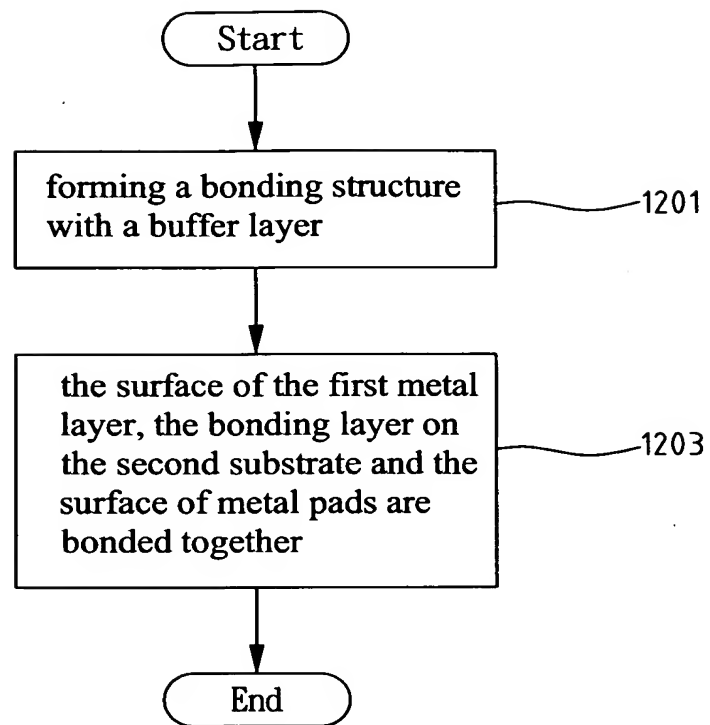 Start
forming a bonding structure
with a buffer layer
1201
the surface of the first metal
layer, the bonding layer on
the second substrate and the
surface of metal pads are
bonded together
1203
End